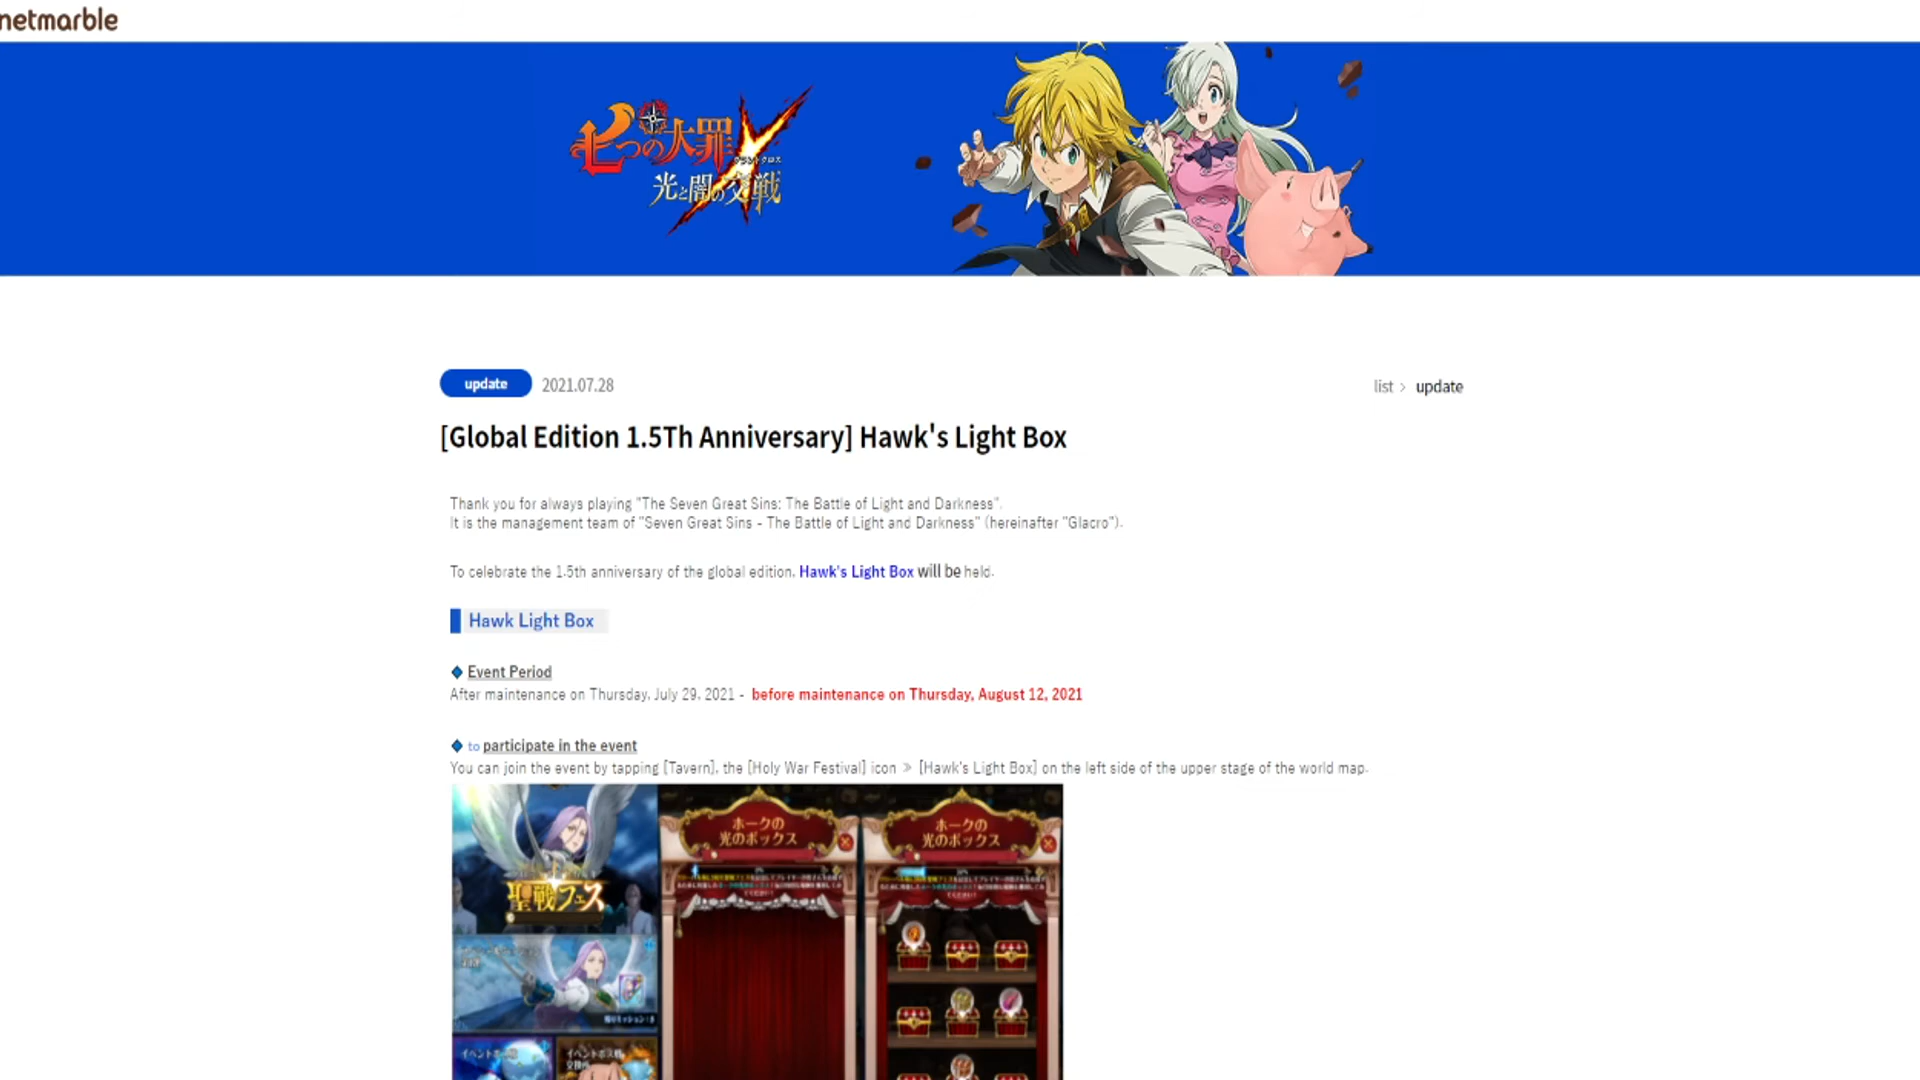 netmarble
七つの大罪
グランドクロス
光と闇の交戦
update 2021.07.28
list > update
[Global Edition 1.5Th Anniversary] Hawk's Light Box
Thank you for always playing "The Seven Great Sins: The Battle of Light and Darkness".
It is the management team of "Seven Great Sins - The Battle of Light and Darkness" (hereinafter "Glacro").
To celebrate the 1.5th anniversary of the global edition, Hawk's Light Box will be held.
Hawk Light Box
◆ Event Period
After maintenance on Thursday, July 29, 2021 - before maintenance on Thursday, August 12, 2021
◆ to participate in the event
You can join the event by tapping [Tavern], the [Holy War Festival] icon » [Hawk's Light Box] on the left side of the upper stage of the world map.
聖戦フェス
ホークの
光のボックス
ホークの
光のボックス